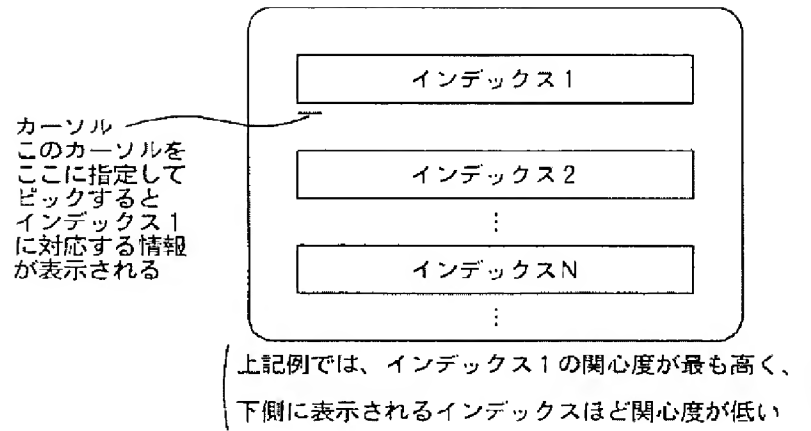 インデックス1
カーソル
このカーソルを
ここに指定して
ピックすると
インデックス1
に対応する情報
が表示される
インデックス2
⋮
インデックスN
⋮
上記例では、インデックス1の関心度が最も高く、
下側に表示されるインデックスほど関心度が低い